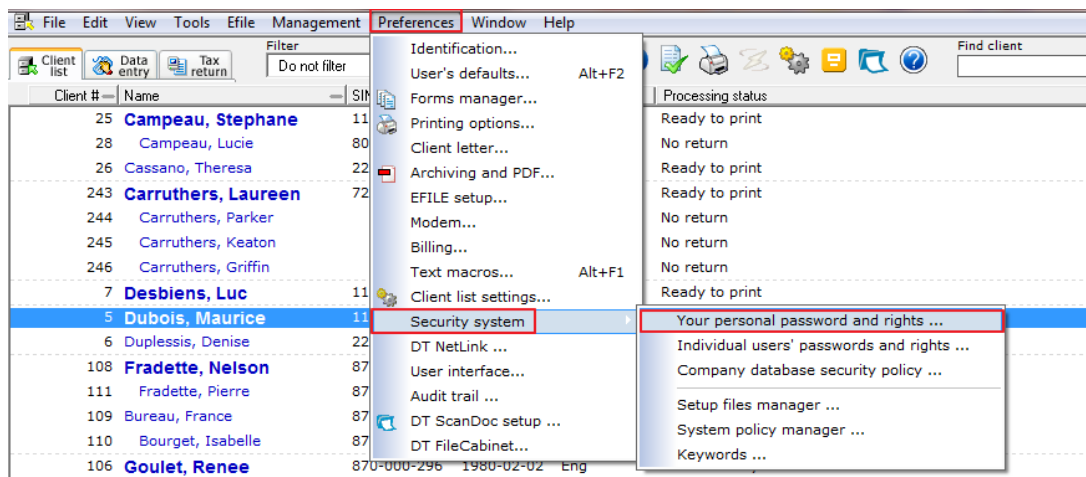 File Edit View Tools Efile Management Preferences Window Help
Client list
Data entry
Tax return
Filter
Do not filter
Find client
Client # Name SIN Processing status
25 Campeau, Stephane 11 Ready to print
28 Campeau, Lucie 80 No return
26 Cassano, Theresa 22 Ready to print
243 Carruthers, Laureen 72 Ready to print
244 Carruthers, Parker No return
245 Carruthers, Keaton No return
246 Carruthers, Griffin No return
7 Desbiens, Luc 11 Ready to print
5 Dubois, Maurice 11
6 Duplessis, Denise 22
108 Fradette, Nelson 87
111 Fradette, Pierre 87
109 Bureau, France 87
110 Bourget, Isabelle 87
106 Goulet, Renee 870-000-296 1980-02-02 Eng
Identification...
User's defaults... Alt+F2
Forms manager...
Printing options...
Client letter...
Archiving and PDF...
EFILE setup...
Modem...
Billing...
Text macros... Alt+F1
Client list settings...
Security system
DT NetLink ...
User interface...
Audit trail ...
DT ScanDoc setup ...
DT FileCabinet...
Your personal password and rights ...
Individual users' passwords and rights ...
Company database security policy ...
Setup files manager ...
System policy manager ...
Keywords ...